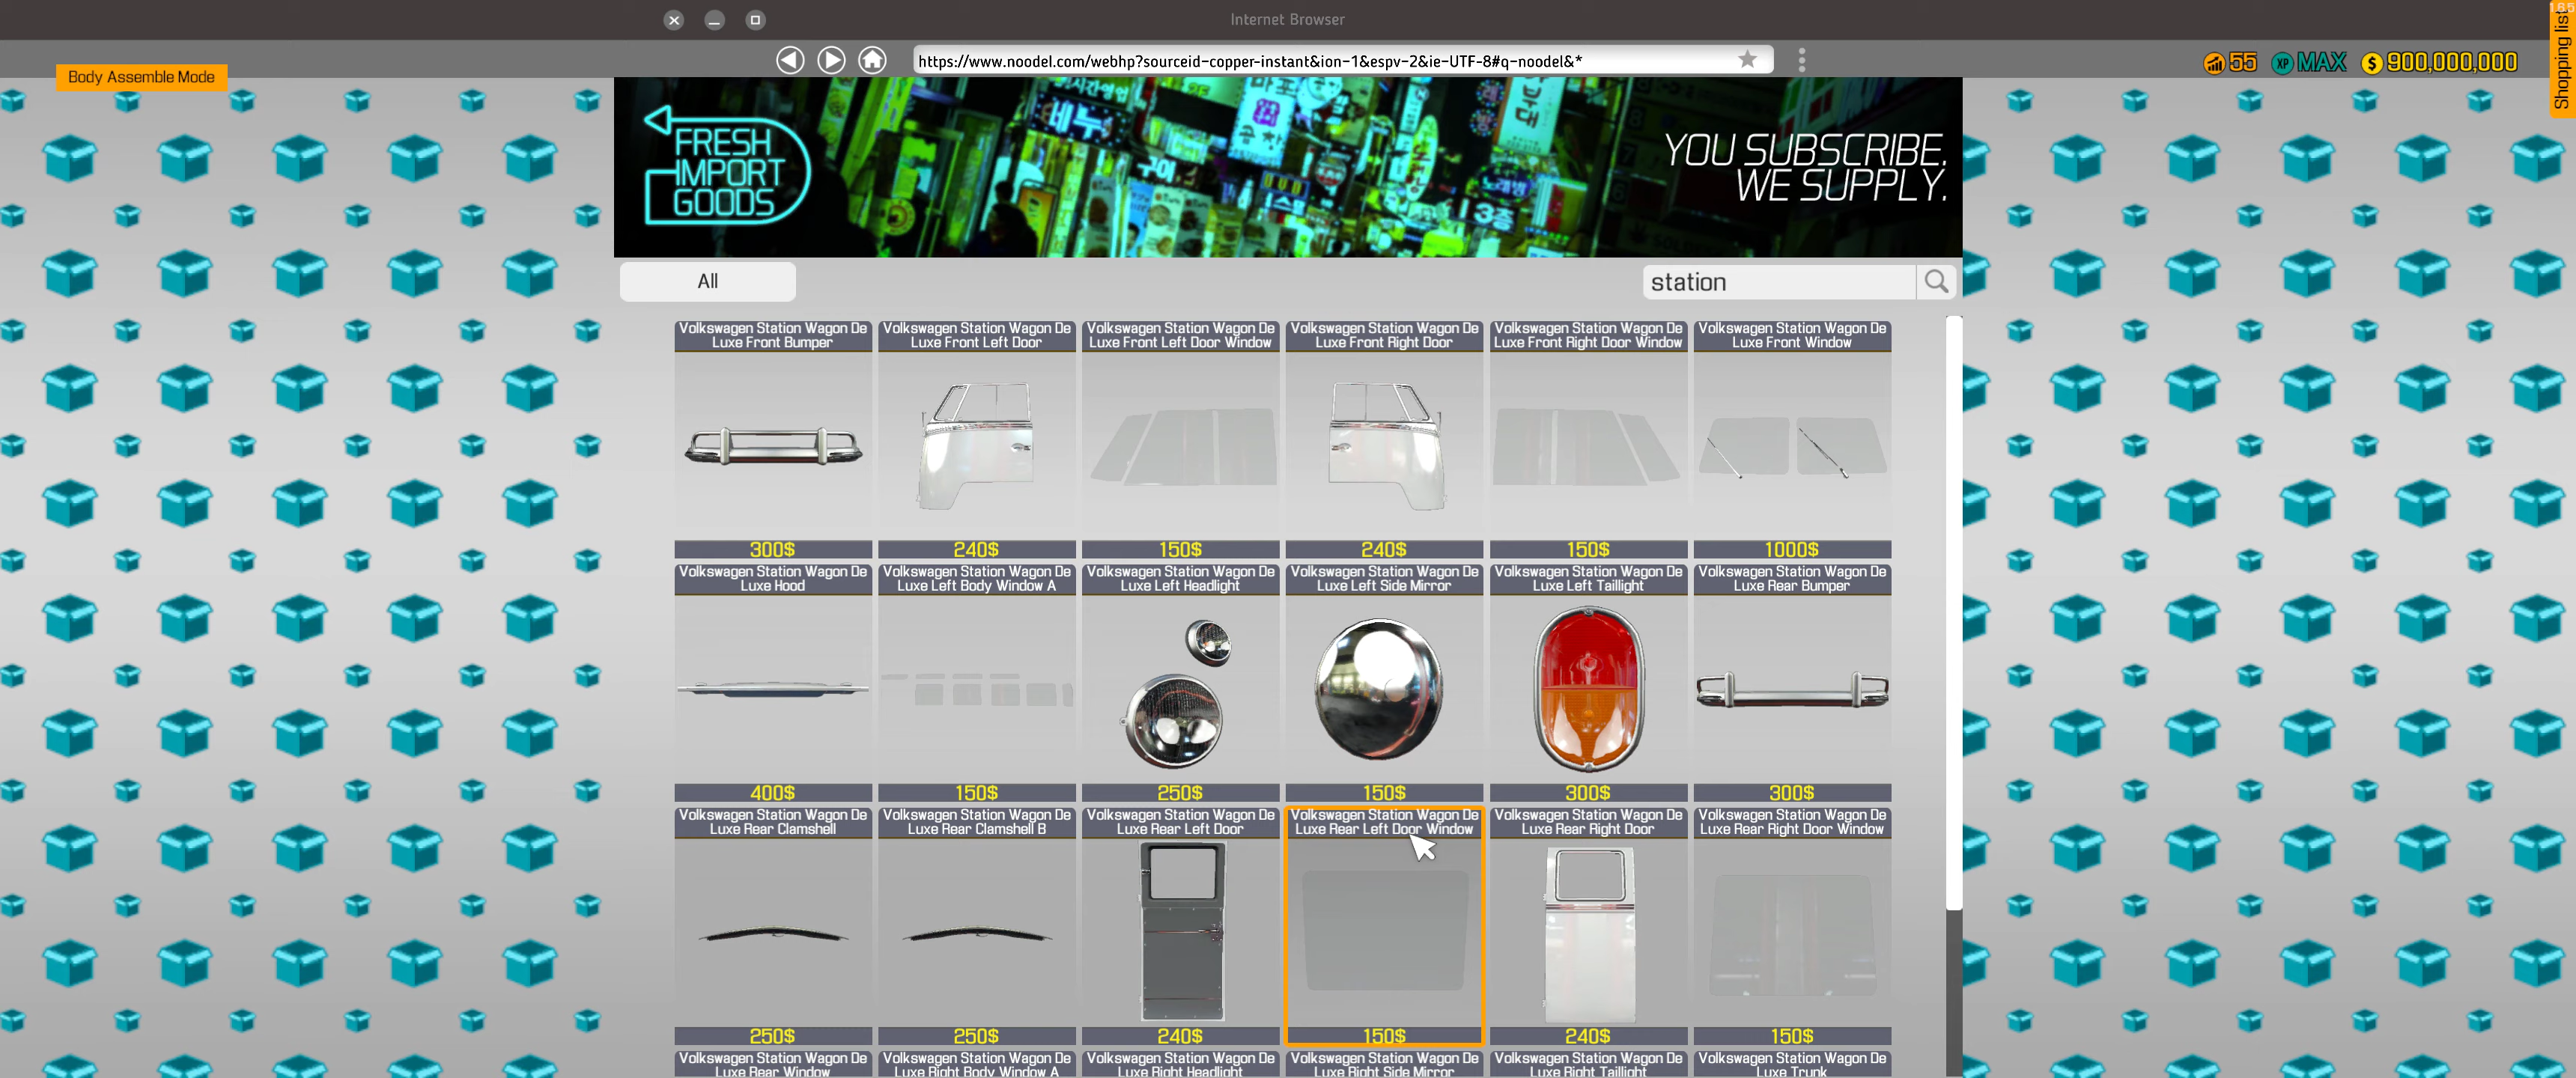 Internet Browser
Shopping list
https://www.noodel.com/webhp?sourceid-copper-instant&ion-1&espv-2&ie-UTF-8#q-noodel&*
55
XP
MAX
$
900,000,000
Body Assemble Mode
FRESH
IMPORT
GOODS
YOU SUBSCRIBE.
WE SUPPLY.
네누
구이
3층
노래방
All
station
Volkswagen Station Wagon De
Luxe Front Bumper
300$
Volkswagen Station Wagon De
Luxe Front Left Door
240$
Volkswagen Station Wagon De
Luxe Front Left Door Window
150$
Volkswagen Station Wagon De
Luxe Front Right Door
240$
Volkswagen Station Wagon De
Luxe Front Right Door Window
150$
Volkswagen Station Wagon De
Luxe Front Window
1000$
Volkswagen Station Wagon De
Luxe Hood
400$
Volkswagen Station Wagon De
Luxe Left Body Window A
150$
Volkswagen Station Wagon De
Luxe Left Headlight
250$
Volkswagen Station Wagon De
Luxe Left Side Mirror
150$
Volkswagen Station Wagon De
Luxe Left Taillight
300$
Volkswagen Station Wagon De
Luxe Rear Bumper
300$
Volkswagen Station Wagon De
Luxe Rear Clamshell
250$
Volkswagen Station Wagon De
Luxe Rear Clamshell B
250$
Volkswagen Station Wagon De
Luxe Rear Left Door
240$
Volkswagen Station Wagon De
Luxe Rear Left Door Window
150$
Volkswagen Station Wagon De
Luxe Rear Right Door
240$
Volkswagen Station Wagon De
Luxe Rear Right Door Window
150$
Volkswagen Station Wagon De
Luxe Rear Window
Volkswagen Station Wagon De
Luxe Right Body Window A
Volkswagen Station Wagon De
Luxe Right Headlight
Volkswagen Station Wagon De
Luxe Right Side Mirror
Volkswagen Station Wagon De
Luxe Right Taillight
Volkswagen Station Wagon De
Luxe Trunk